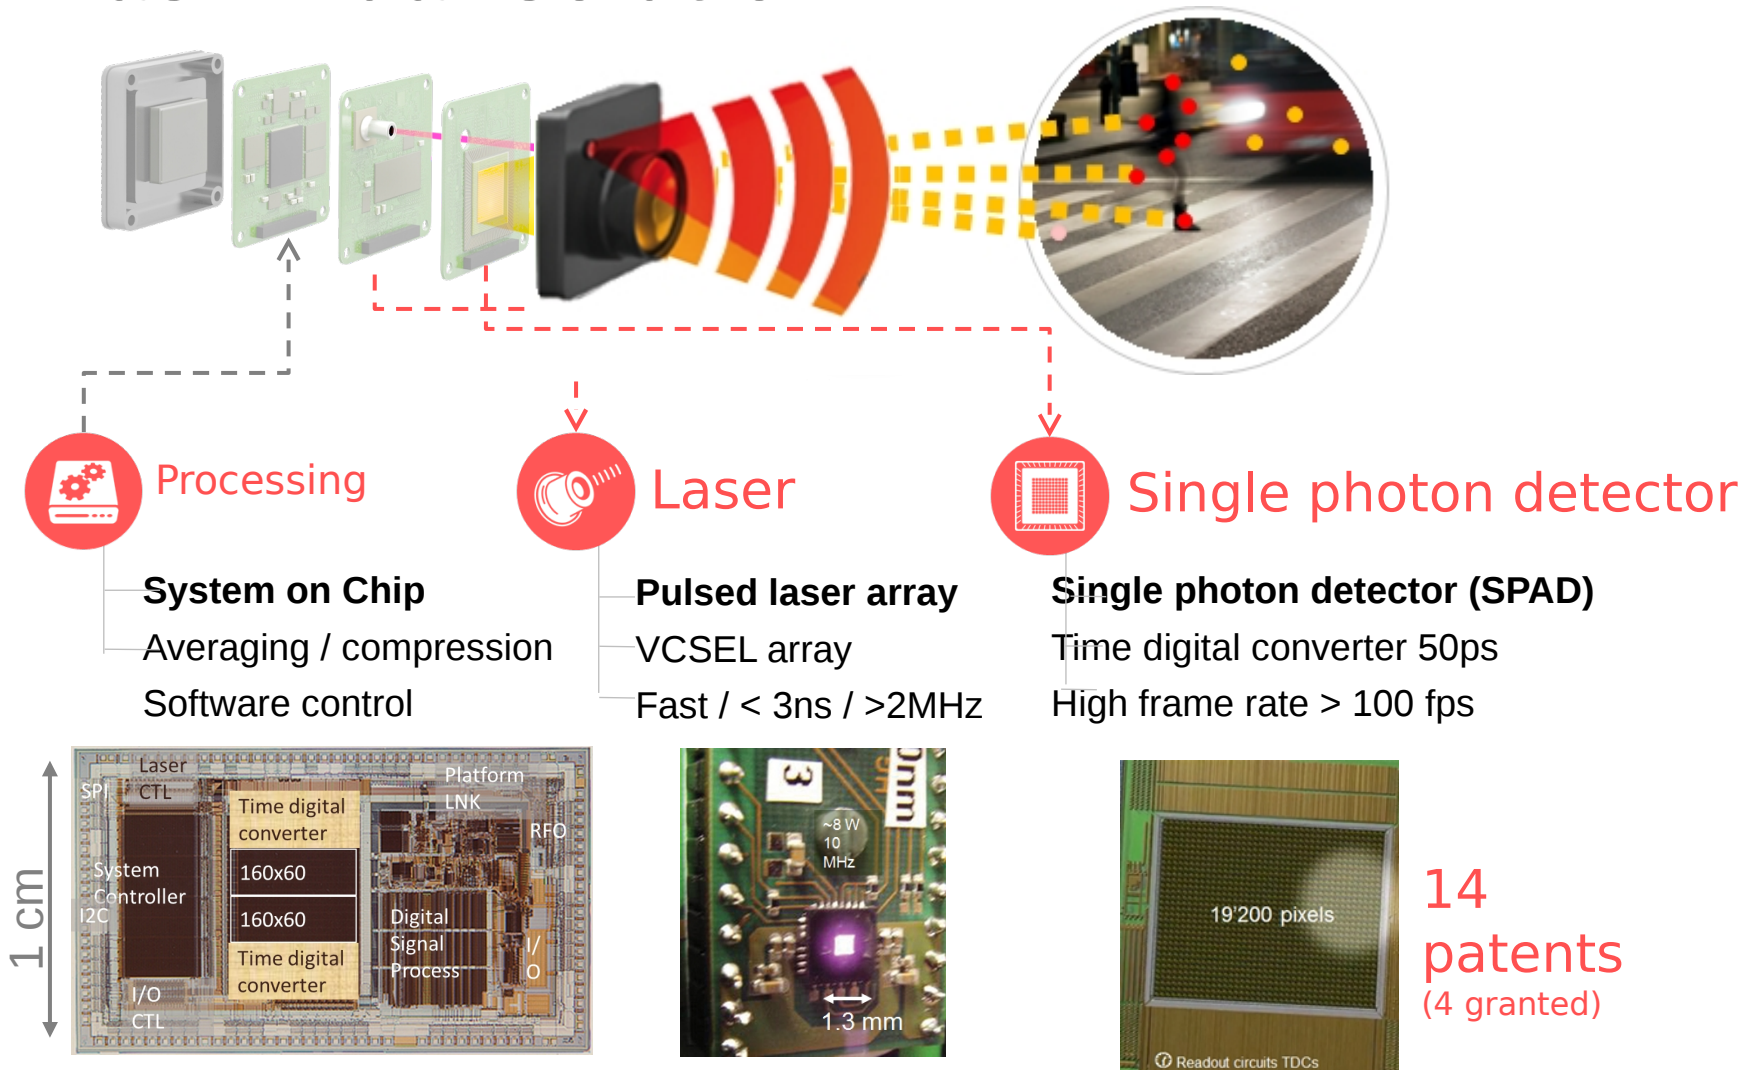 Processing
Laser
Single photon detector
System on Chip
Averaging / compression
Software control
Pulsed laser array
VCSEL array
Fast / < 3ns / >2MHz
Single photon detector (SPAD)
Time digital converter 50ps
High frame rate > 100 fps
1 cm
Laser
CTL
SPI
Platform
LNK
RFO
Time digital
converter
160x60
160x60
Time digital
converter
System
Controller
I2C
Digital
Signal
Process
I/
O
I/O
CTL
3
0nm
~8 W
10
MHz
1.3 mm
19'200 pixels
Readout circuits TDCs
14
patents
(4 granted)